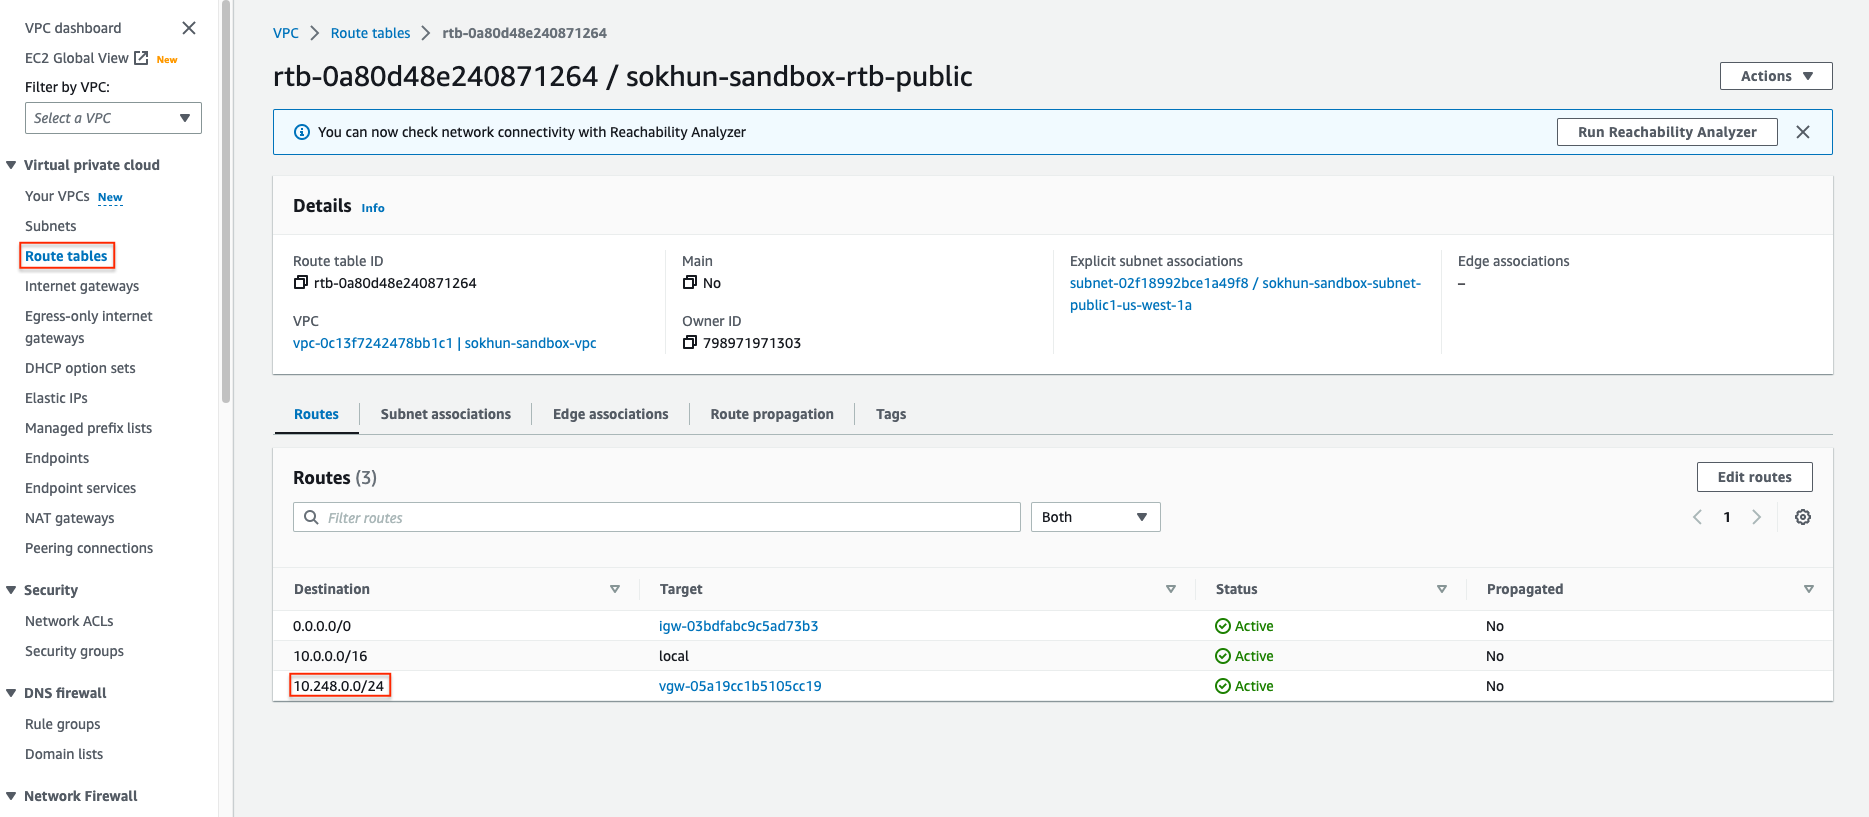 VPC dashboard
EC2 Global View New
Filter by VPC:
Select a VPC
Virtual private cloud
Your VPCs New
Subnets
Route tables
Internet gateways
Egress-only internet
gateways
DHCP option sets
Elastic IPs
Managed prefix lists
Endpoints
Endpoint services
NAT gateways
Peering connections
Security
Network ACLs
Security groups
DNS firewall
Rule groups
Domain lists
Network Firewall
VPC Route tables rtb-0a80d48e240871264
rtb-0a80d48e240871264 / sokhun-sandbox-rtb-public
Actions
You can now check network connectivity with Reachability Analyzer
Run Reachability Analyzer
Details Info
Route table ID
rtb-0a80d48e240871264
VPC
vpc-0c13f7242478bb1c1 | sokhun-sandbox-vpc
Main
No
Owner ID
798971971303
Explicit subnet associations
subnet-02f18992bce1a49f8 / sokhun-sandbox-subnet-
public1-us-west-1a
Edge associations
–
Routes Subnet associations Edge associations Route propagation Tags
Routes (3)
Edit routes
Filter routes
Both
1
Destination Target Status Propagated
0.0.0.0/0 igw-03bdfabc9c5ad73b3 Active No
10.0.0.0/16 local Active No
10.248.0.0/24 vgw-05a19cc1b5105cc19 Active No